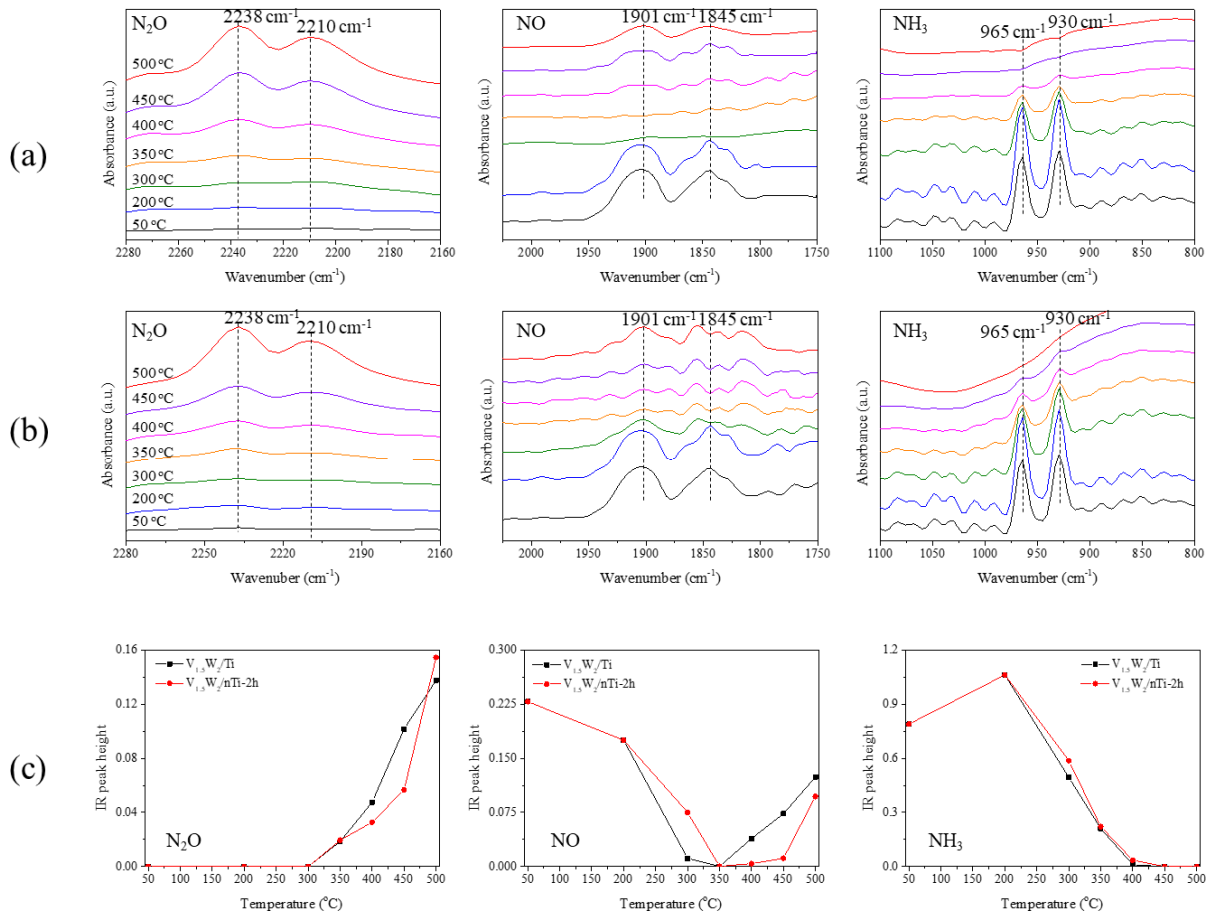 (a)
N₂O
2238 cm⁻¹
2210 cm⁻¹
500 °C
450 °C
400 °C
350 °C
300 °C
200 °C
50 °C
Absorbance (a.u.)
2280 2260 2240 2220 2200 2180 2160
Wavenumber (cm⁻¹)
NO
1901 cm⁻¹ 1845 cm⁻¹
Absorbance (a.u.)
2000 1950 1900 1850 1800 1750
Wavenumber (cm⁻¹)
NH₃
965 cm⁻¹
930 cm⁻¹
Absorbance (a.u.)
1100 1050 1000 950 900 850 800
Wavenumber (cm⁻¹)
(b)
N₂O
2238 cm⁻¹
2210 cm⁻¹
500 °C
450 °C
400 °C
350 °C
300 °C
200 °C
50 °C
Absorbance (a.u.)
2280 2250 2220 2190 2160
Wavenuber (cm⁻¹)
NO
1901 cm⁻¹ 1845 cm⁻¹
Absorbance (a.u.)
2000 1950 1900 1850 1800 1750
Wavenumber (cm⁻¹)
NH₃
965 cm⁻¹
930 cm⁻¹
Absorbance (a.u.)
1100 1050 1000 950 900 850 800
Wavenumber (cm⁻¹)
(c)
V₁.₅W₂/Ti
V₁.₅W₂/nTi-2h
N₂O
IR peak height
0.16
0.12
0.08
0.04
0.00
50 100 150 200 250 300 350 400 450 500
Temperature (°C)
V₁.₅W₂/Ti
V₁.₅W₂/nTi-2h
NO
IR peak height
0.300
0.225
0.150
0.075
0.000
50 100 150 200 250 300 350 400 450 500
Temperature (°C)
V₁.₅W₂/Ti
V₁.₅W₂/nTi-2h
NH₃
IR peak height
1.2
0.9
0.6
0.3
0.0
50 100 150 200 250 300 350 400 450 500
Temperature (°C)